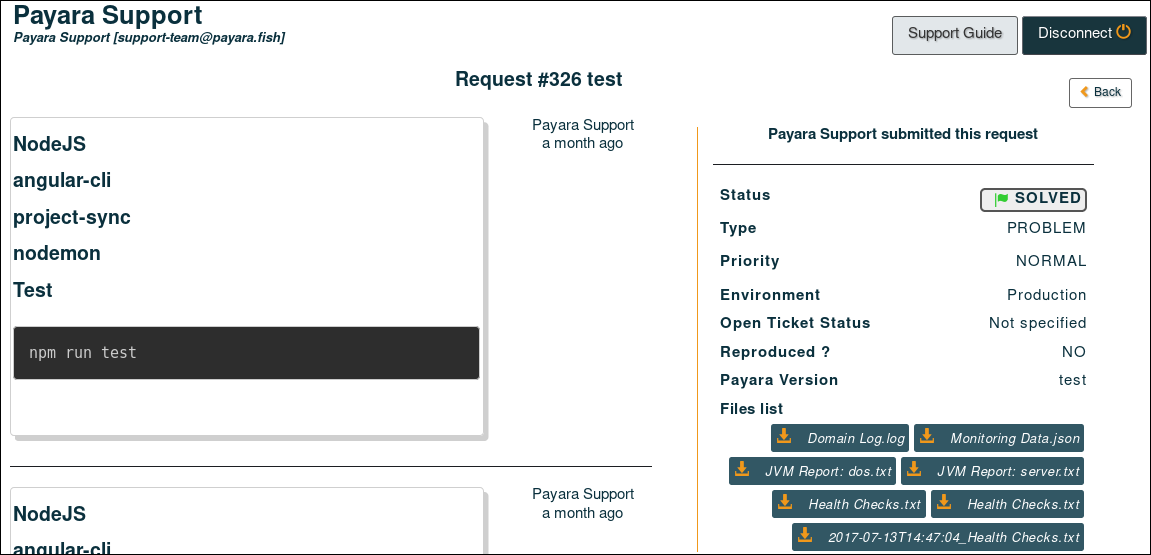 Payara Support
Payara Support [support-team@payara.fish]
Support Guide
Disconnect
Request #326 test
Back
NodeJS
angular-cli
project-sync
nodemon
Test
npm run test
Payara Support
a month ago
NodeJS
angular-cli
Payara Support
a month ago
Payara Support submitted this request
Status SOLVED
Type PROBLEM
Priority NORMAL
Environment Production
Open Ticket Status Not specified
Reproduced ? NO
Payara Version test
Files list
Domain Log.log Monitoring Data.json
JVM Report: dos.txt JVM Report: server.txt
Health Checks.txt Health Checks.txt
2017-07-13T14:47:04_Health Checks.txt